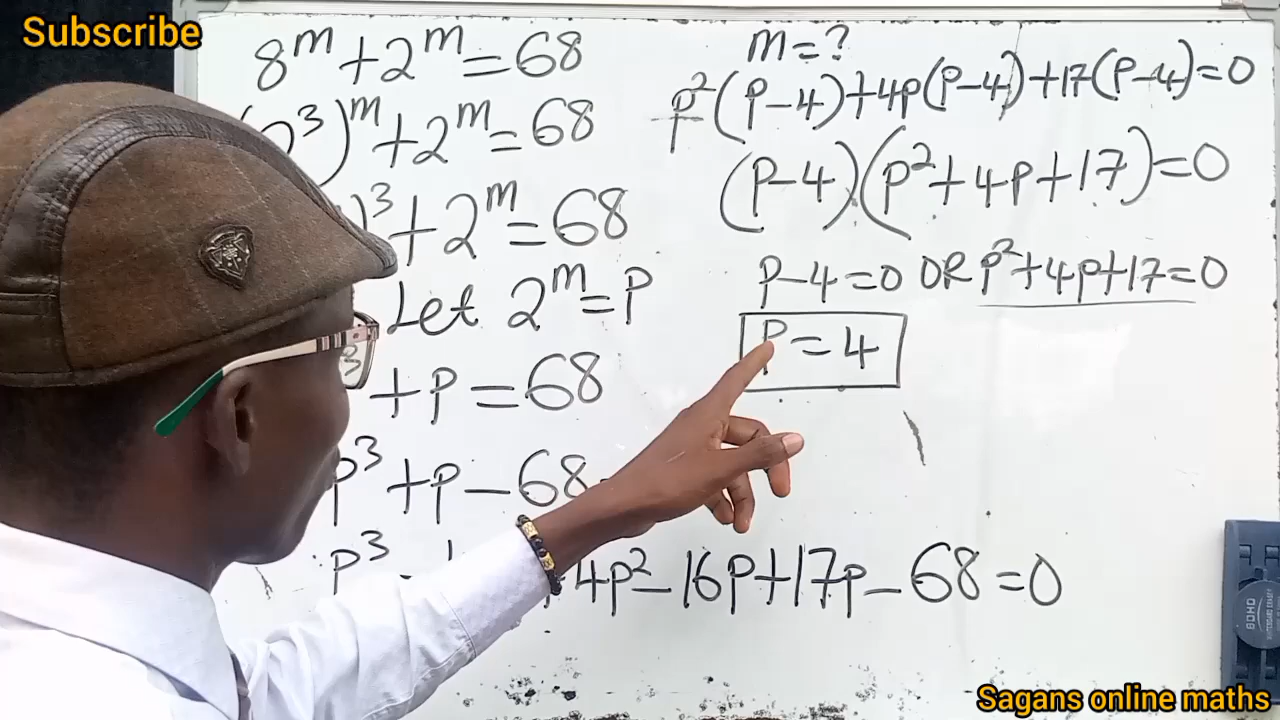 Subscribe
8^m + 2^m = 68
3)^m + 2^m = 68
)^3 + 2^m = 68
Let 2^m = P
+ P = 68
P^3 + P - 68
P^3 4P^2 - 16P + 17P - 68 = 0
m = ?
P^2(P - 4) + 4P(P - 4) + 17(P - 4) = 0
(P - 4)(P^2 + 4P + 17) = 0
P - 4 = 0 OR P^2 + 4P + 17 = 0
P = 4
SOHO
Sagans online maths